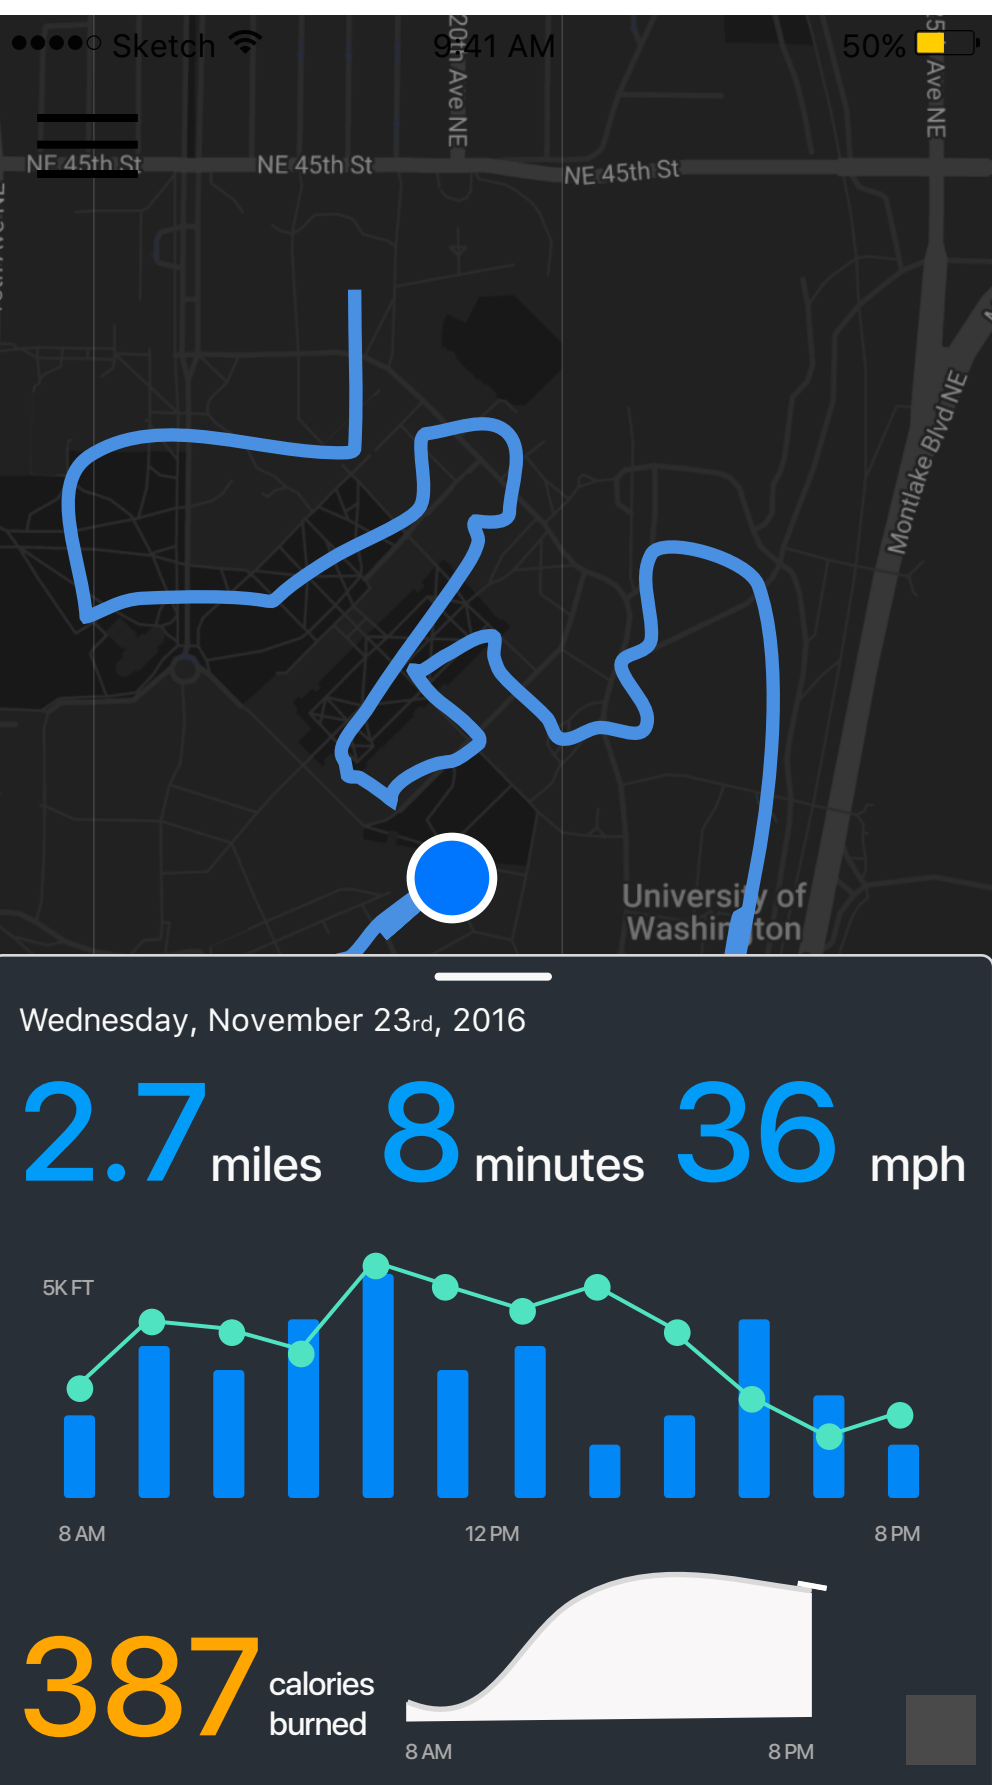 Sketch 9:41 AM 50%
20th Ave NE
Ave NE
NE 45th St NE 45th St NE 45th St
Montlake Blvd NE
University of
Washington
Wednesday, November 23rd, 2016
2.7 miles 8 minutes 36 mph
5K FT
8 AM 12 PM 8 PM
387 calories
burned
8 AM 8 PM